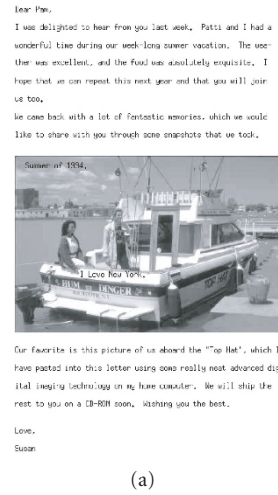 Dear Pam,
I was delighted to hear from you last week. Patti and I had a
wonderful time during our week-long summer vacation. The wea-
ther was excellent, and the food was absolutely exquisite. I
hope that we can repeat this next year and that you will join
us too.
We came back with a lot of fantastic memories, which we would
like to share with you through some snapshots that we took.
Summer of 1994,
I Love New York.
HUM DINGER
TOP HAT
Our favorite is this picture of us aboard the "Top Hat", which I
have pasted into this letter using some really neat advanced dig
ital imaging technology on my home computer. We will ship the
rest to you on a CD-ROM soon. Wishing you the best.
Love,
Susan
(a)